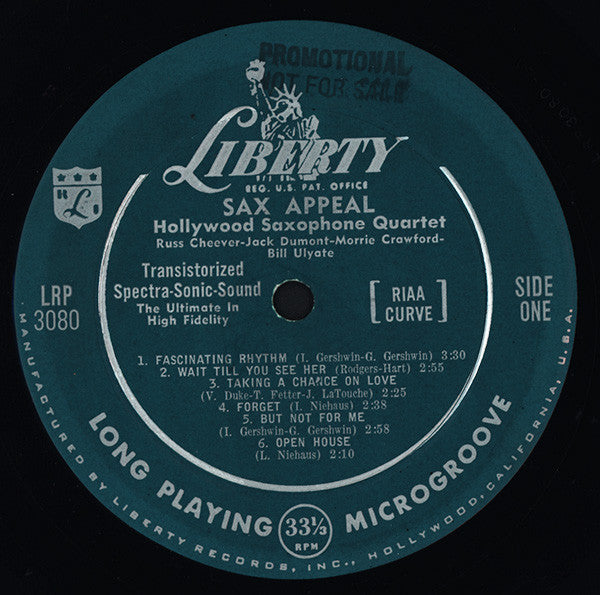 PROMOTIONAL
NOT FOR SALE
LIBERTY
REG. U.S. PAT. OFFICE
SAX APPEAL
Hollywood Saxophone Quartet
Russ Cheever-Jack Dumont-Morrie Crawford-
Bill Ulyate
R L
Transistorized
Spectra-Sonic-Sound
The Ultimate In
High Fidelity
LRP
3080
[RIAA
CURVE]
SIDE
ONE
1. FASCINATING RHYTHM (I. Gershwin-G. Gershwin) 3:30
2. WAIT TILL YOU SEE HER (Rodgers-Hart) 2:55
3. TAKING A CHANCE ON LOVE
(V. Duke-T. Fetter-J. LaTouche) 2:25
4. FORGET (I. Niehaus) 2:38
5. BUT NOT FOR ME
(I. Gershwin-G. Gershwin) 2:58
6. OPEN HOUSE
(L. Niehaus) 2:10
LONG PLAYING 33⅓ RPM MICROGROOVE
MANUFACTURED BY LIBERTY RECORDS, INC., HOLLYWOOD, CALIFORNIA, U.S.A.